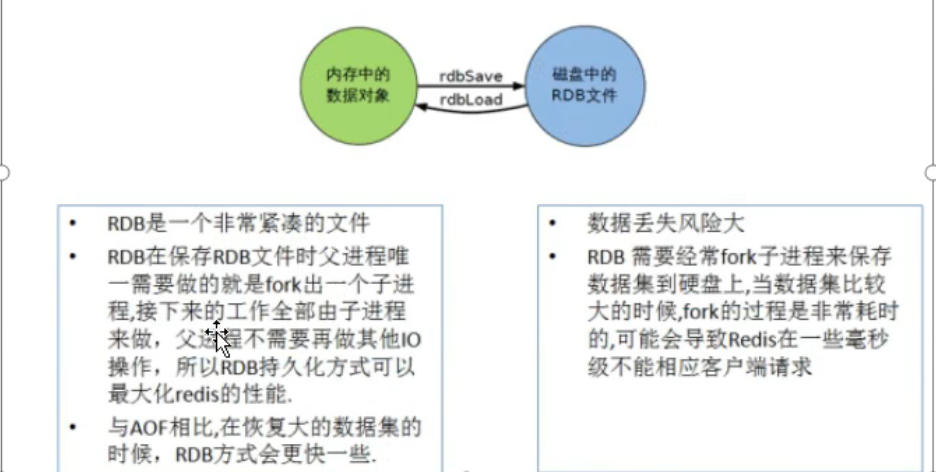 内存中的
数据对象
rdbSave
rdbLoad
磁盘中的
RDB文件
• RDB是一个非常紧凑的文件
• RDB在保存RDB文件时父进程唯
一需要做的就是fork出一个子进
程,接下来的工作全部由子进程
来做，父进程不需要再做其他IO
操作，所以RDB持久化方式可以
最大化redis的性能.
• 与AOF相比,在恢复大的数据集的
时候，RDB方式会更快一些.
• 数据丢失风险大
• RDB 需要经常fork子进程来保存
数据集到硬盘上,当数据集比较
大的时候,fork的过程是非常耗时
的,可能会导致Redis在一些毫秒
级不能相应客户端请求